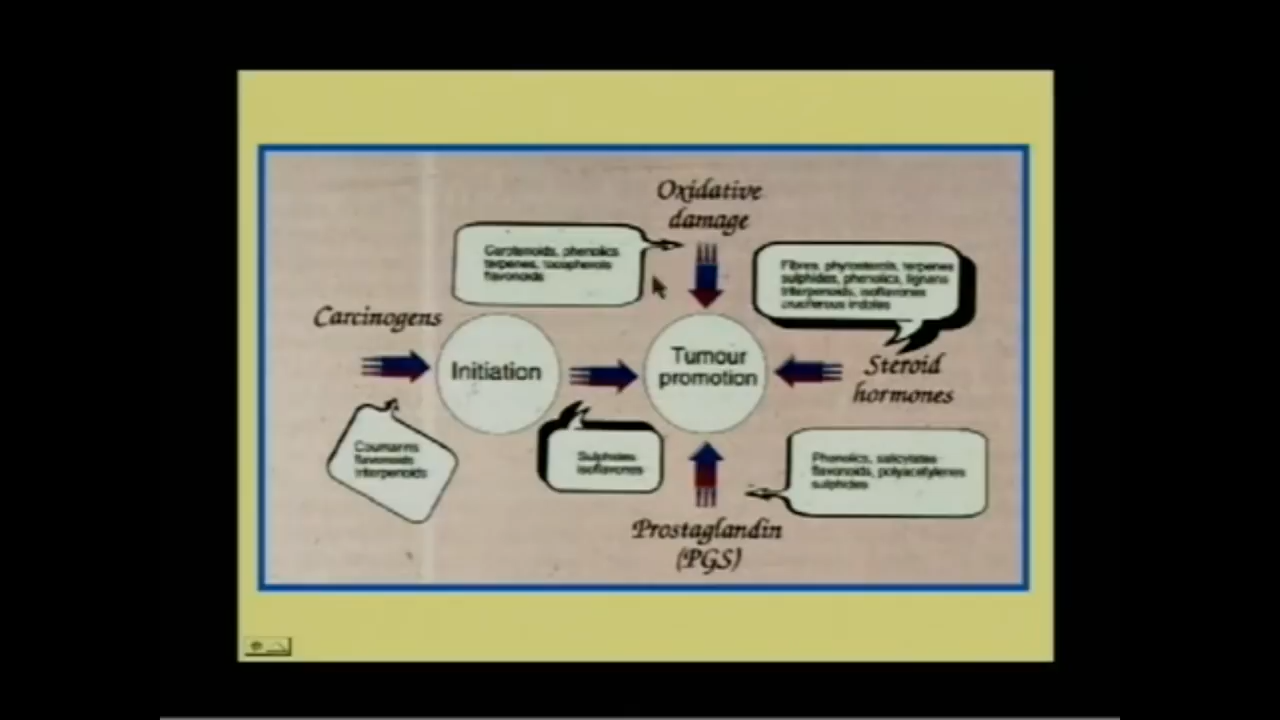 Oxidative
damage
Carotenoids, phenolics
terpenes, tocopherols
flavonoids
Fibres, phytosterols, terpenes
sulphides, phenolics, lignans
triterpenoids, isoflavones
cruciferous indoles
Carcinogens
Initiation
Tumour
promotion
Steroid
hormones
Coumarins
flavonoids
interpenoids
Sulphides
isoflavones
Phenolics, salicylates
flavonoids, polyacetylenes
sulphides
Prostaglandin
(PGS)